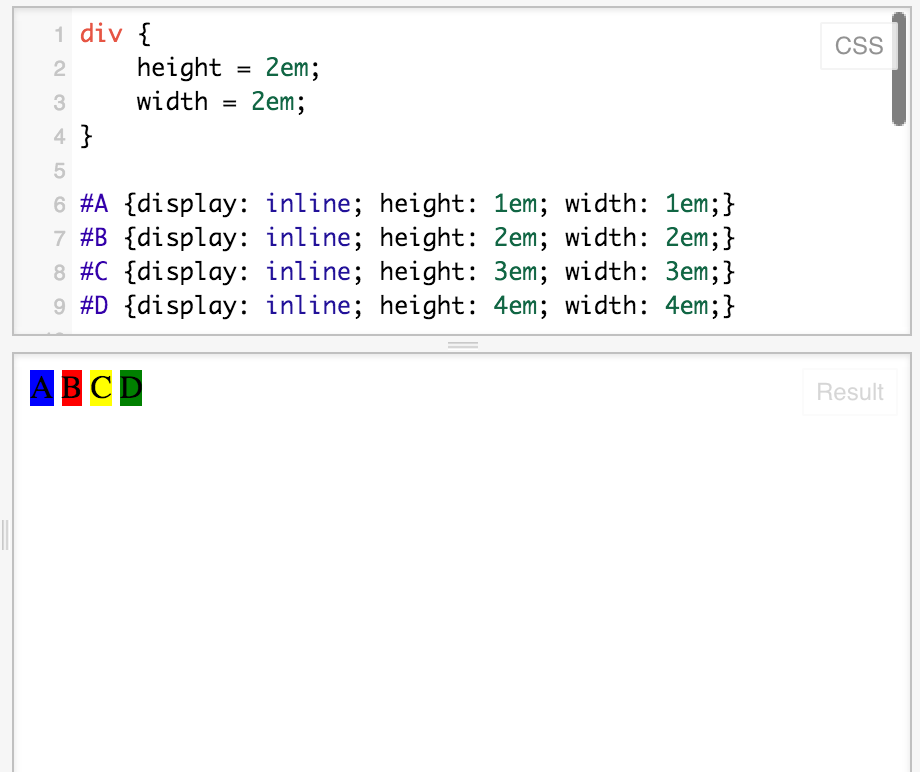 1 div {
2     height = 2em;
3     width = 2em;
4 }
5
6 #A {display: inline; height: 1em; width: 1em;}
7 #B {display: inline; height: 2em; width: 2em;}
8 #C {display: inline; height: 3em; width: 3em;}
9 #D {display: inline; height: 4em; width: 4em;}
CSS
A B C D
Result